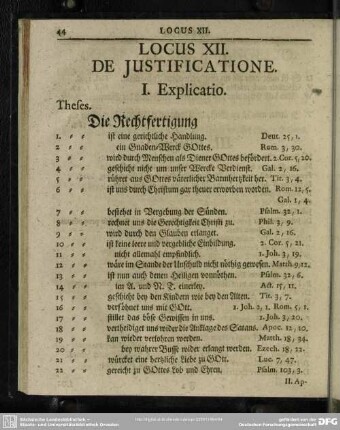 44 LOCUS XII.
LOCUS XII.
DE JUSTIFICATIONE.
I. Explicatio.
Theses.
Die Rechtfertigung
1. ist eine gerichtliche Handlung. Deut. 25, 1.
2. ein Gnaden-Werck GOttes. Rom. 3, 30.
3. wird durch Menschen als Diener GOttes befördert. 2. Cor. 5, 20.
4. geschicht nicht um unser Wercke Verdienst. Gal. 2, 16.
5. rühret aus GOttes väterlicher Barmhertzigkeit her. Tit. 3, 4.
6. ist uns durch Christum gar theuer erworben worden. Rom. 12, 5.
Gal. 1, 4.
7. bestehet in Vergebung der Sünden. Psalm. 32, 1.
8. rechnet uns die Gerechtigkeit Christi zu. Phil. 3, 9.
9. wird durch den Glauben erlanget. Gal. 2, 16.
10. ist keine leere und vergebliche Einbildung. 2. Cor. 5, 21.
11. nicht allemahl empfindlich. 1. Joh. 3, 19.
12. wäre im Stande der Unschuld nicht nöthig gewesen. Matth. 9, 12.
13. ist nun auch denen Heiligen vonnöthen. Psalm. 32, 6.
14. im A. und N. T. einerley. Act. 15, 11.
15. geschicht bey den Kindern wie bey den Alten. Tit. 3, 7.
16. versöhnet uns mit GOtt. 1. Joh. 2, 1. Rom. 5, 1.
17. stillet das böse Gewissen in uns. 1. Joh. 3, 20.
18. vertheidiget uns wider die Anklage des Satans. Apoc. 12, 10.
19. kan wieder verlohren werden. Matth. 18, 34.
20. bey wahrer Busse wider erlanget werden. Ezech. 18, 22.
21. würcket eine hertzliche Liebe zu GOtt. Luc. 7, 47.
22. gereicht zu GOttes Lob und Ehren. Psalm. 103, 3.
II. Ap-